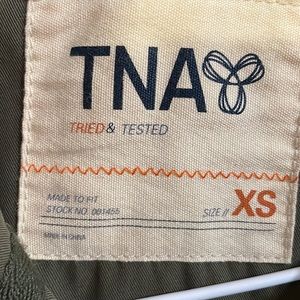 TNA
TRIED & TESTED
MADE TO FIT
STOCK NO. 001455
SIZE // XS
MADE IN CHINA